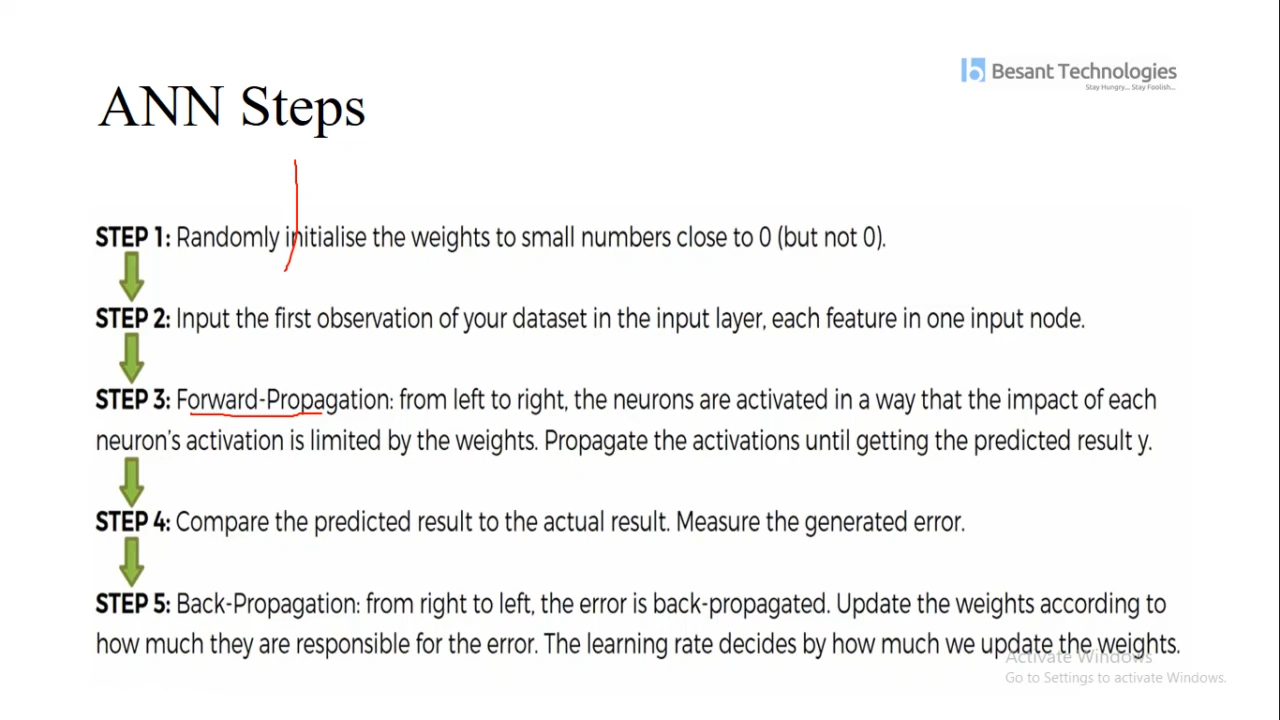 Besant Technologies
Stay Hungry... Stay Foolish...
ANN Steps
STEP 1: Randomly initialise the weights to small numbers close to 0 (but not 0).
STEP 2: Input the first observation of your dataset in the input layer, each feature in one input node.
STEP 3: Forward-Propagation: from left to right, the neurons are activated in a way that the impact of each
neuron's activation is limited by the weights. Propagate the activations until getting the predicted result y.
STEP 4: Compare the predicted result to the actual result. Measure the generated error.
STEP 5: Back-Propagation: from right to left, the error is back-propagated. Update the weights according to
how much they are responsible for the error. The learning rate decides by how much we update the weights.
Activate Windows
Go to Settings to activate Windows.